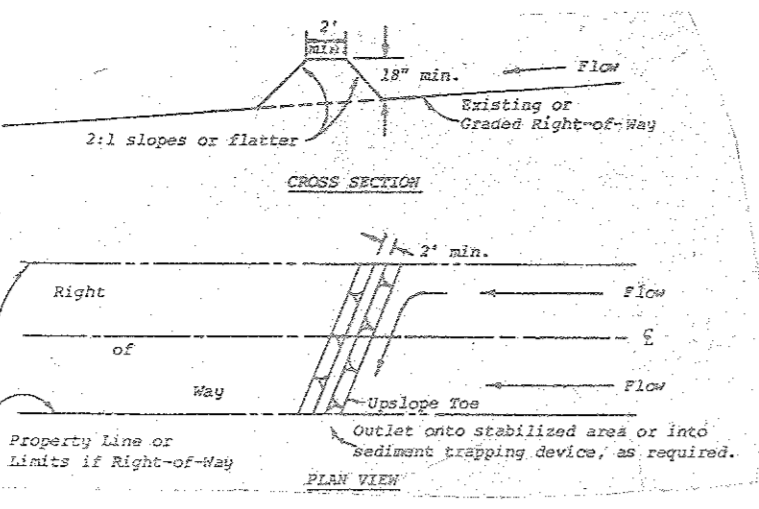 2'
min
18" min.
Flow
Existing or
Graded Right-of-Way
2:1 slopes or flatter
CROSS SECTION
2' min.
Right
Flow
of
℄
Way
Flow
Upslope Toe
Property Line or
Limits if Right-of-Way
Outlet onto stabilized area or into
sediment trapping device, as required.
PLAN VIEW